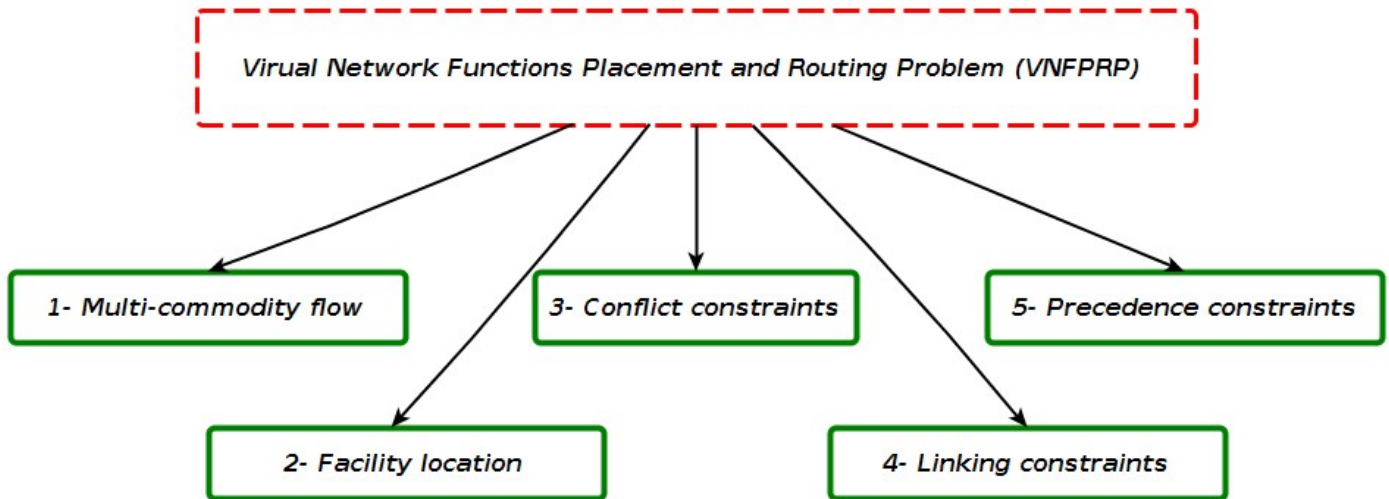 Virual Network Functions Placement and Routing Problem (VNFPRP)
1- Multi-commodity flow
3- Conflict constraints
5- Precedence constraints
2- Facility location
4- Linking constraints